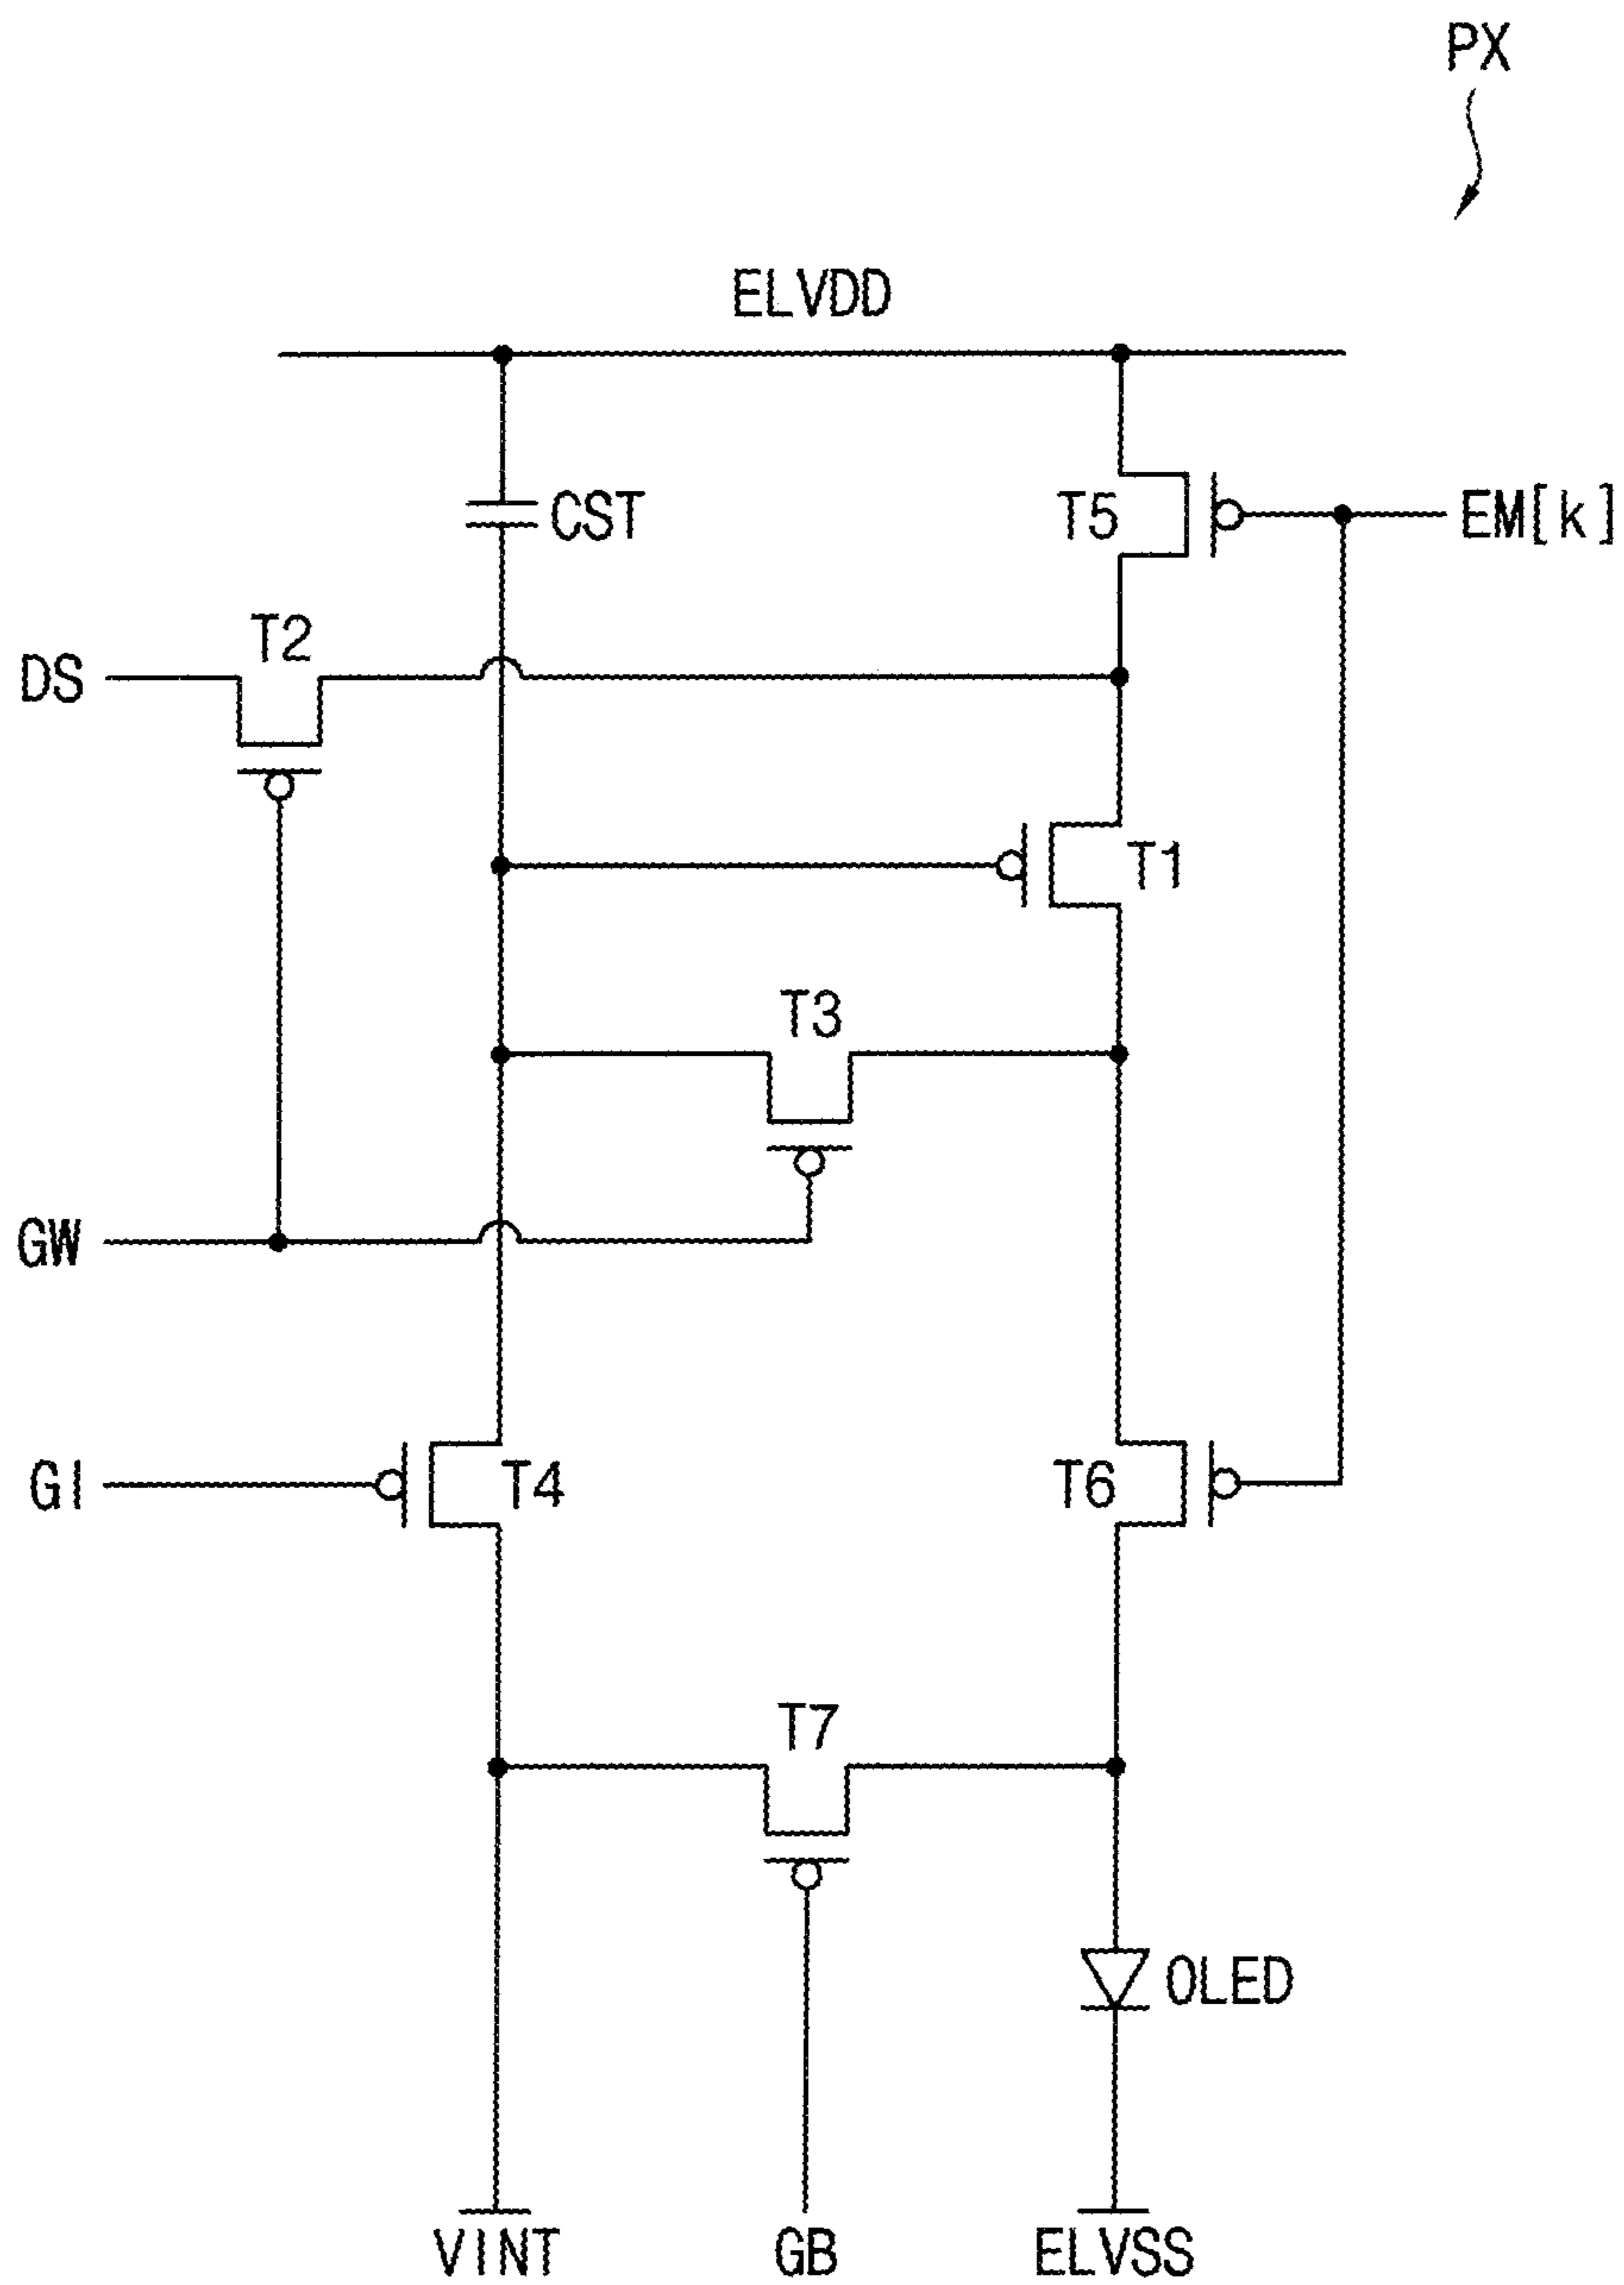 PX
ELVDD
CST
T5
EM[k]
T2
DS
T1
T3
GW
GI
T4
T6
T7
OLED
VINT
GB
ELVSS